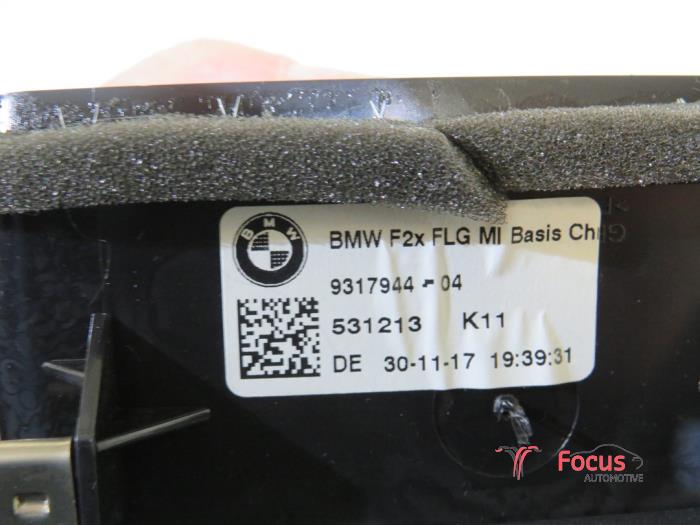 BMW
BMW F2x FLG MI Basis Chr
9317944-04
531213 K11
DE 30-11-17 19:39:31
Focus
AUTOMOTIVE